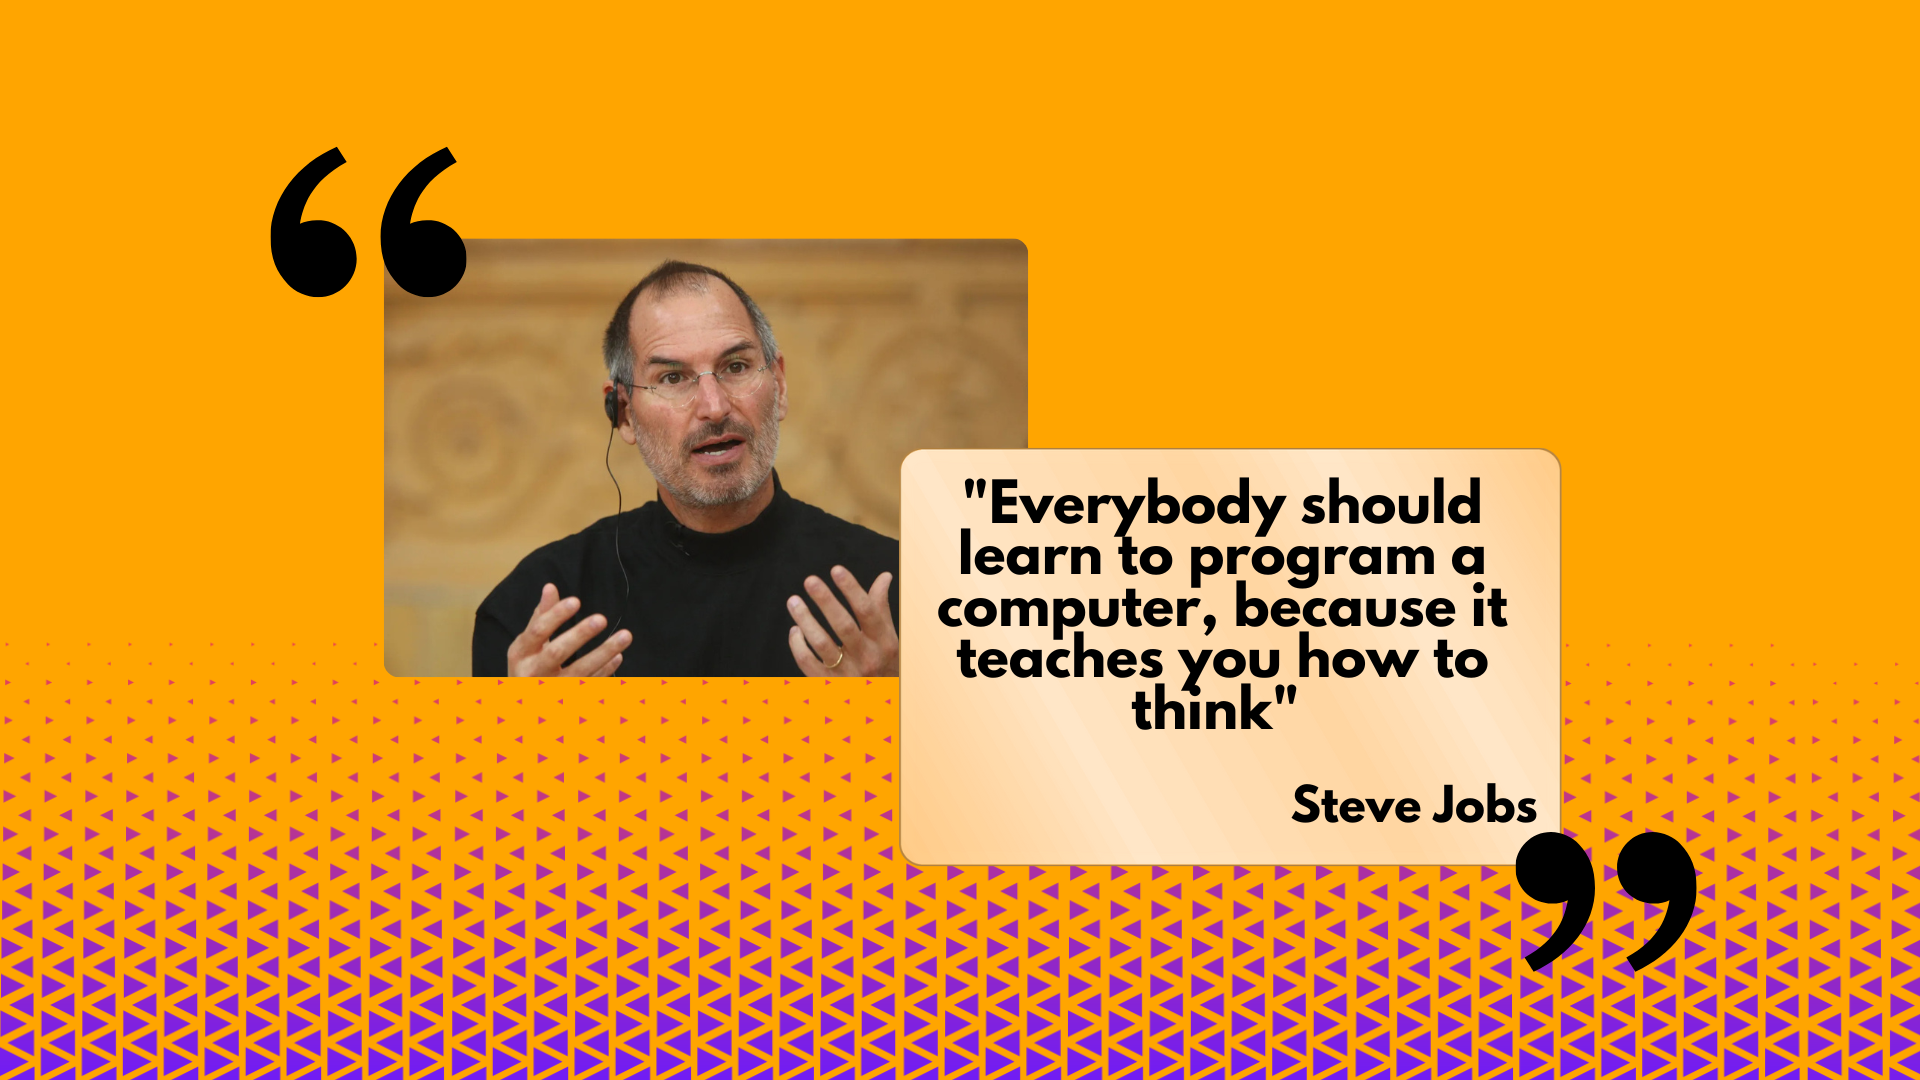 "Everybody should
learn to program a
computer, because it
teaches you how to
think"
Steve Jobs